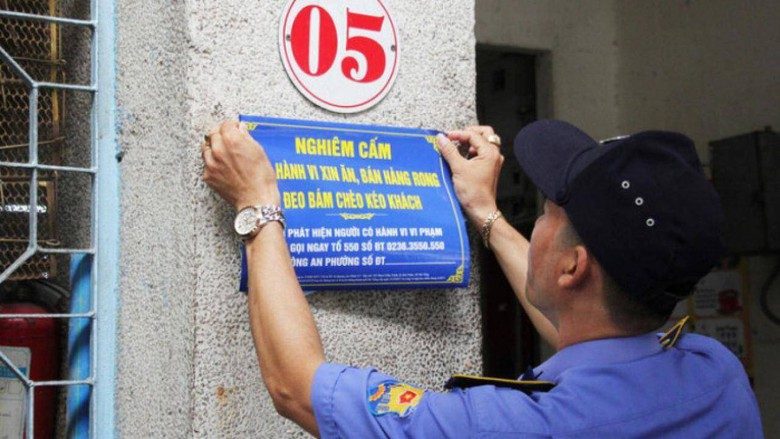 05
NGHIÊM CẤM
HÀNH VI XIN ĂN, BÁN HÀNG RONG
ĐEO BÁM CHÈO KÉO KHÁCH
PHÁT HIỆN NGƯỜI CÓ HÀNH VI VI PHẠM
GỌI NGAY TỔ 550 SỐ ĐT 0236.3550.550
CÔNG AN PHƯỜNG SỐ ĐT